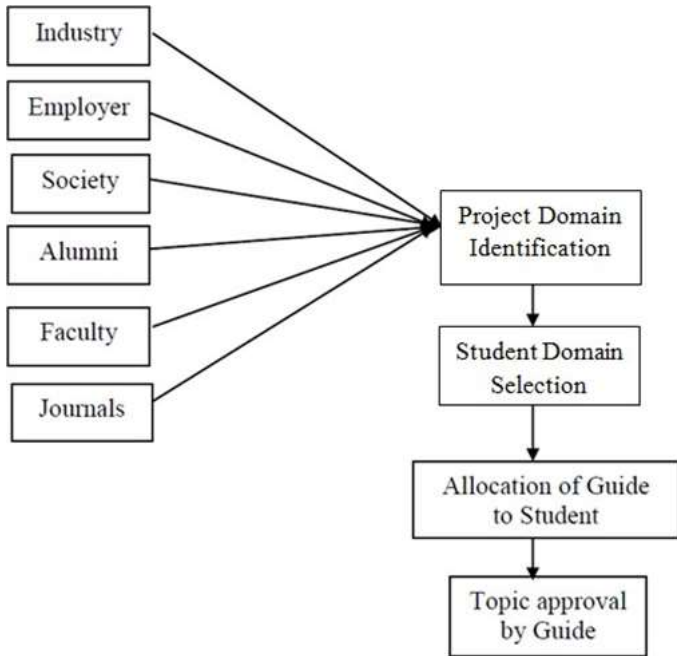 Industry
Employer
Society
Alumni
Faculty
Journals
Project Domain
Identification
Student Domain
Selection
Allocation of Guide
to Student
Topic approval
by Guide